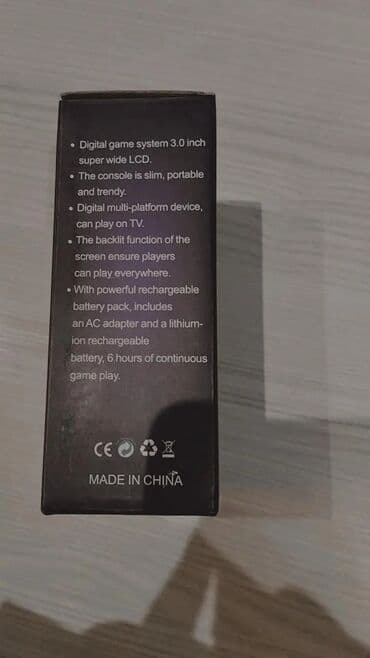 • Digital game system 3.0 inch
super wide LCD.
• The console is slim, portable
and trendy.
• Digital multi-platform device,
can play on TV.
• The backlit function of the
screen ensure players
can play everywhere.
• With powerful rechargeable
battery pack, includes
an AC adapter and a lithium-
ion rechargeable
battery, 6 hours of continuous
game play.
CE
MADE IN CHINA